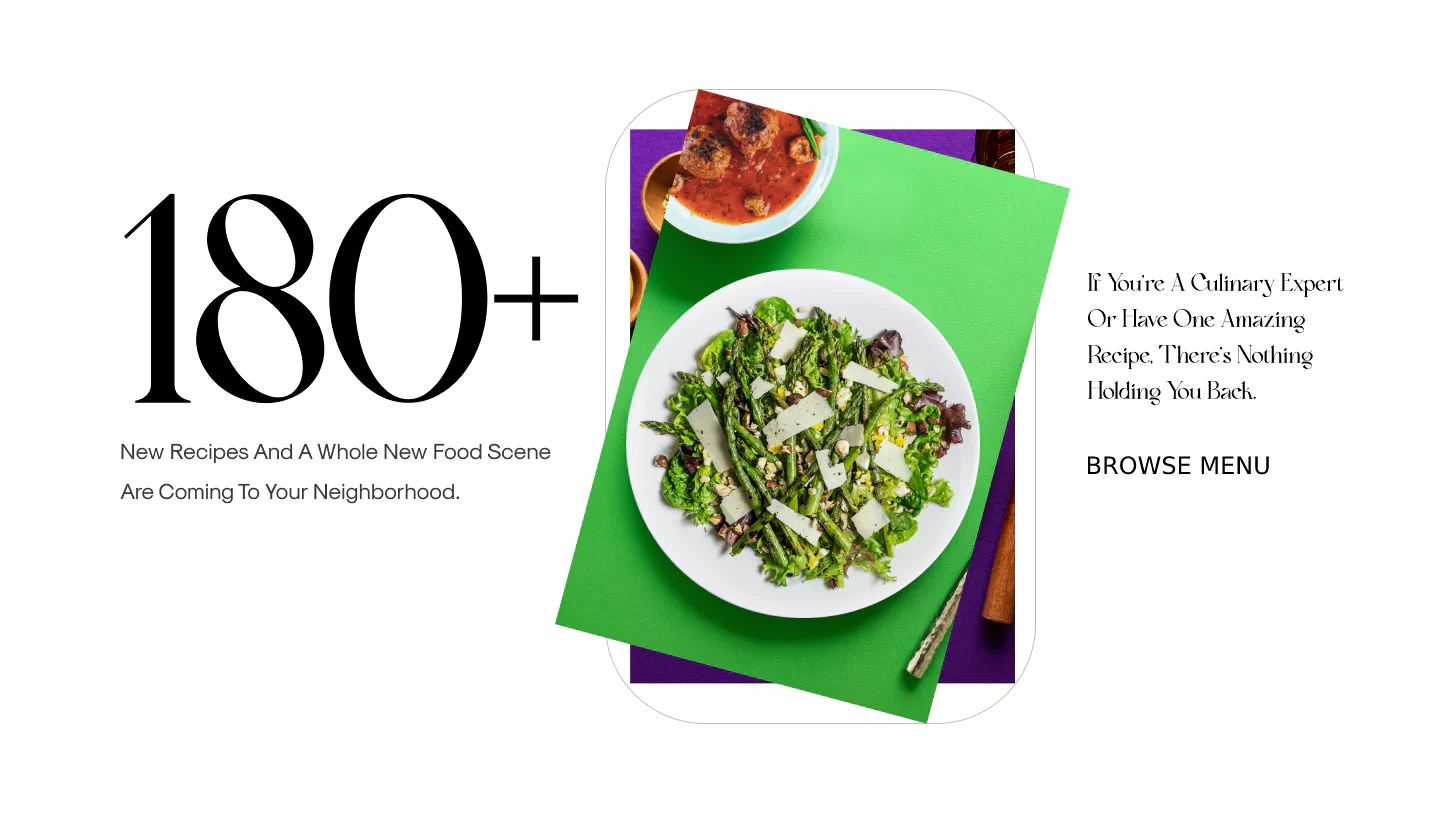 180+
New Recipes And A Whole New Food Scene
Are Coming To Your Neighborhood.
If You're A Culinary Expert
Or Have One Amazing
Recipe, There's Nothing
Holding You Back.
BROWSE MENU